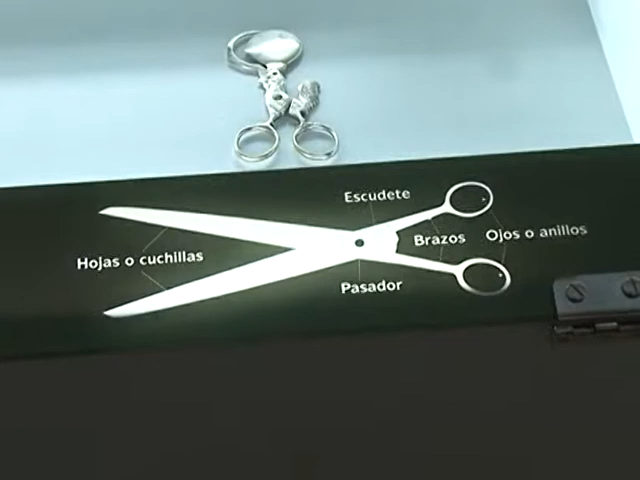 Escudete
Brazos
Ojos o anillos
Hojas o cuchillas
Pasador